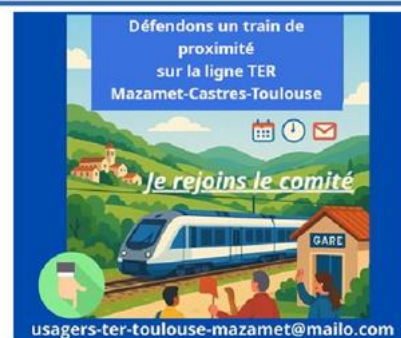 Défendons un train de
proximité
sur la ligne TER
Mazamet-Castres-Toulouse
Je rejoins le comité
GARE
usagers-ter-toulouse-mazamet@mailo.com